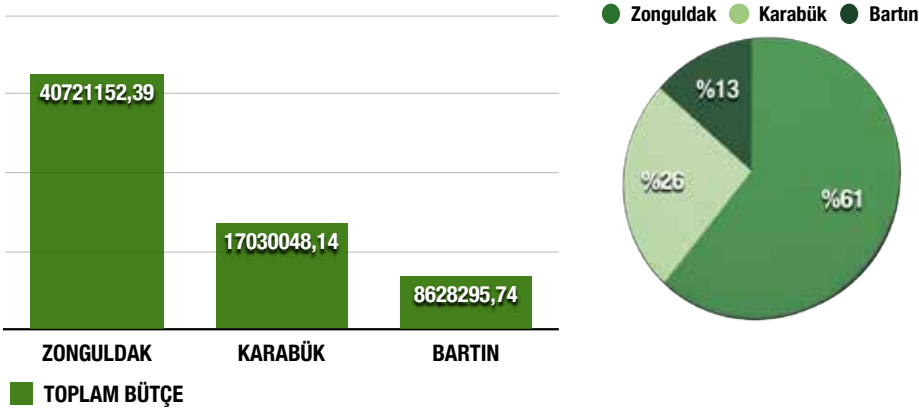 40721152,39
17030048,14
8628295,74
ZONGULDAK KARABÜK BARTIN
TOPLAM BÜTÇE
Zonguldak Karabük Bartın
%13
%26
%61